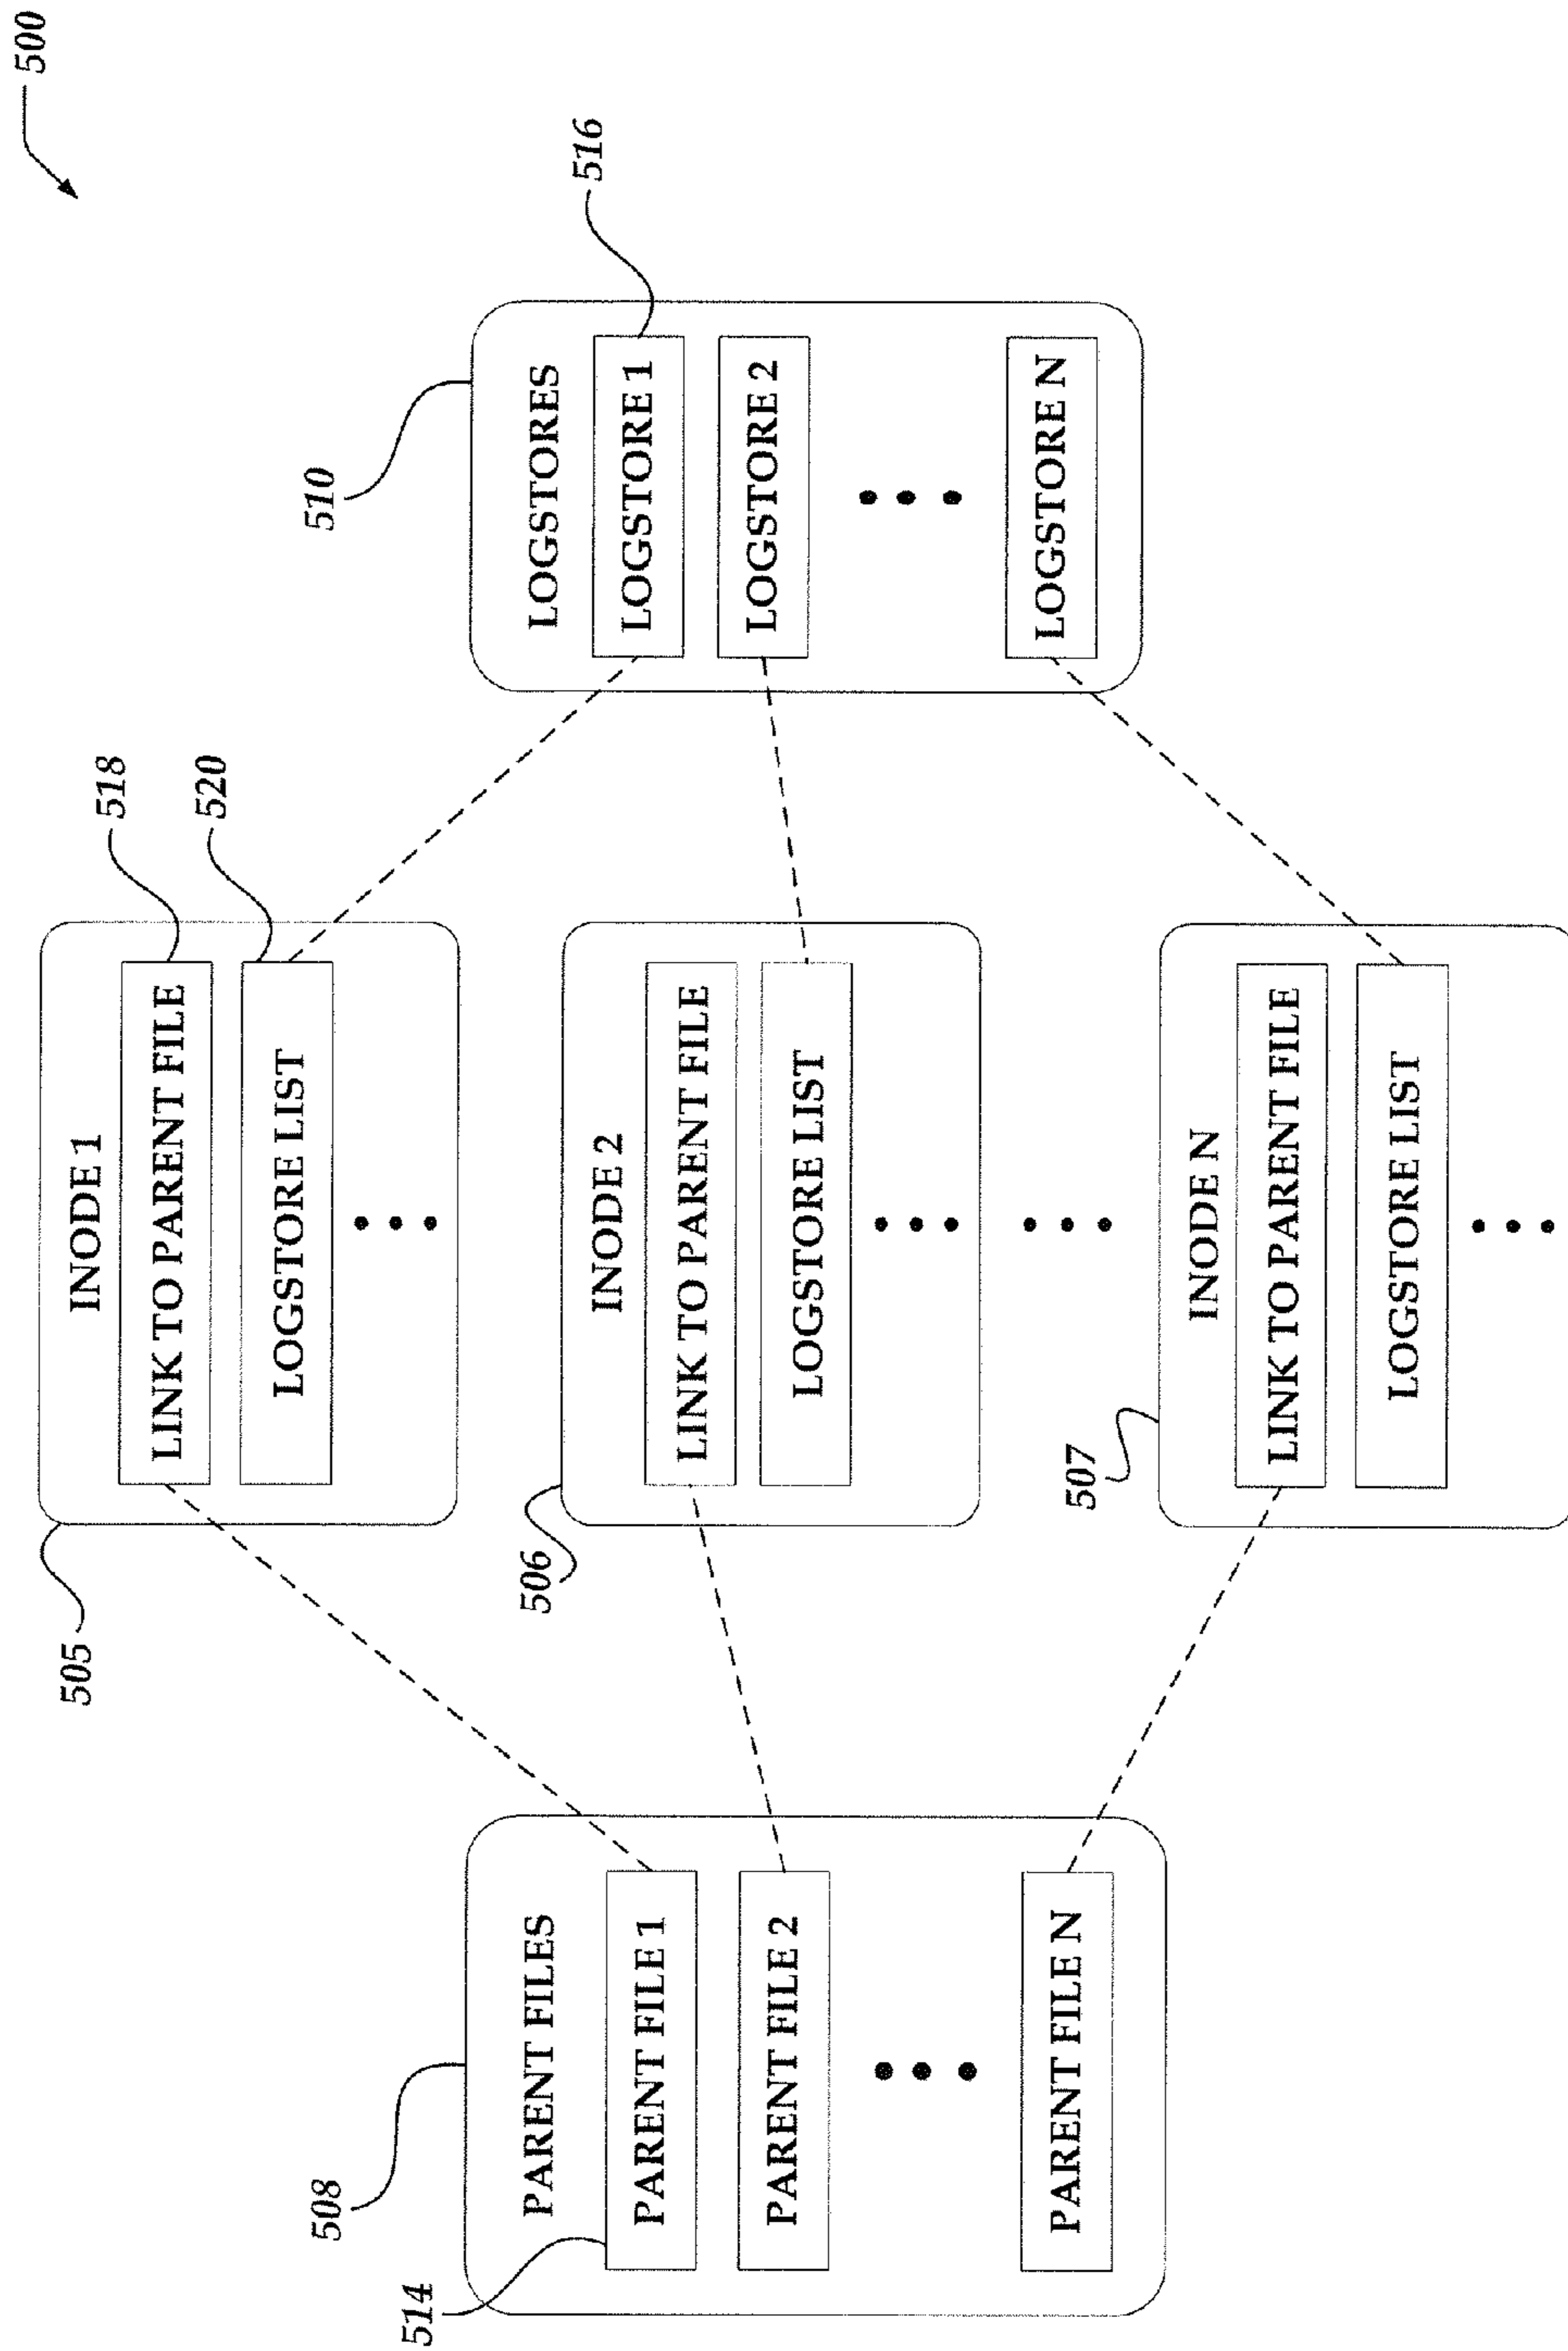 500
505
INODE 1
LINK TO PARENT FILE
518
LOGSTORE LIST
520
508
PARENT FILES
514
PARENT FILE 1
PARENT FILE 2
PARENT FILE N
506
INODE 2
LINK TO PARENT FILE
LOGSTORE LIST
510
LOGSTORES
LOGSTORE 1
516
LOGSTORE 2
LOGSTORE N
507
INODE N
LINK TO PARENT FILE
LOGSTORE LIST